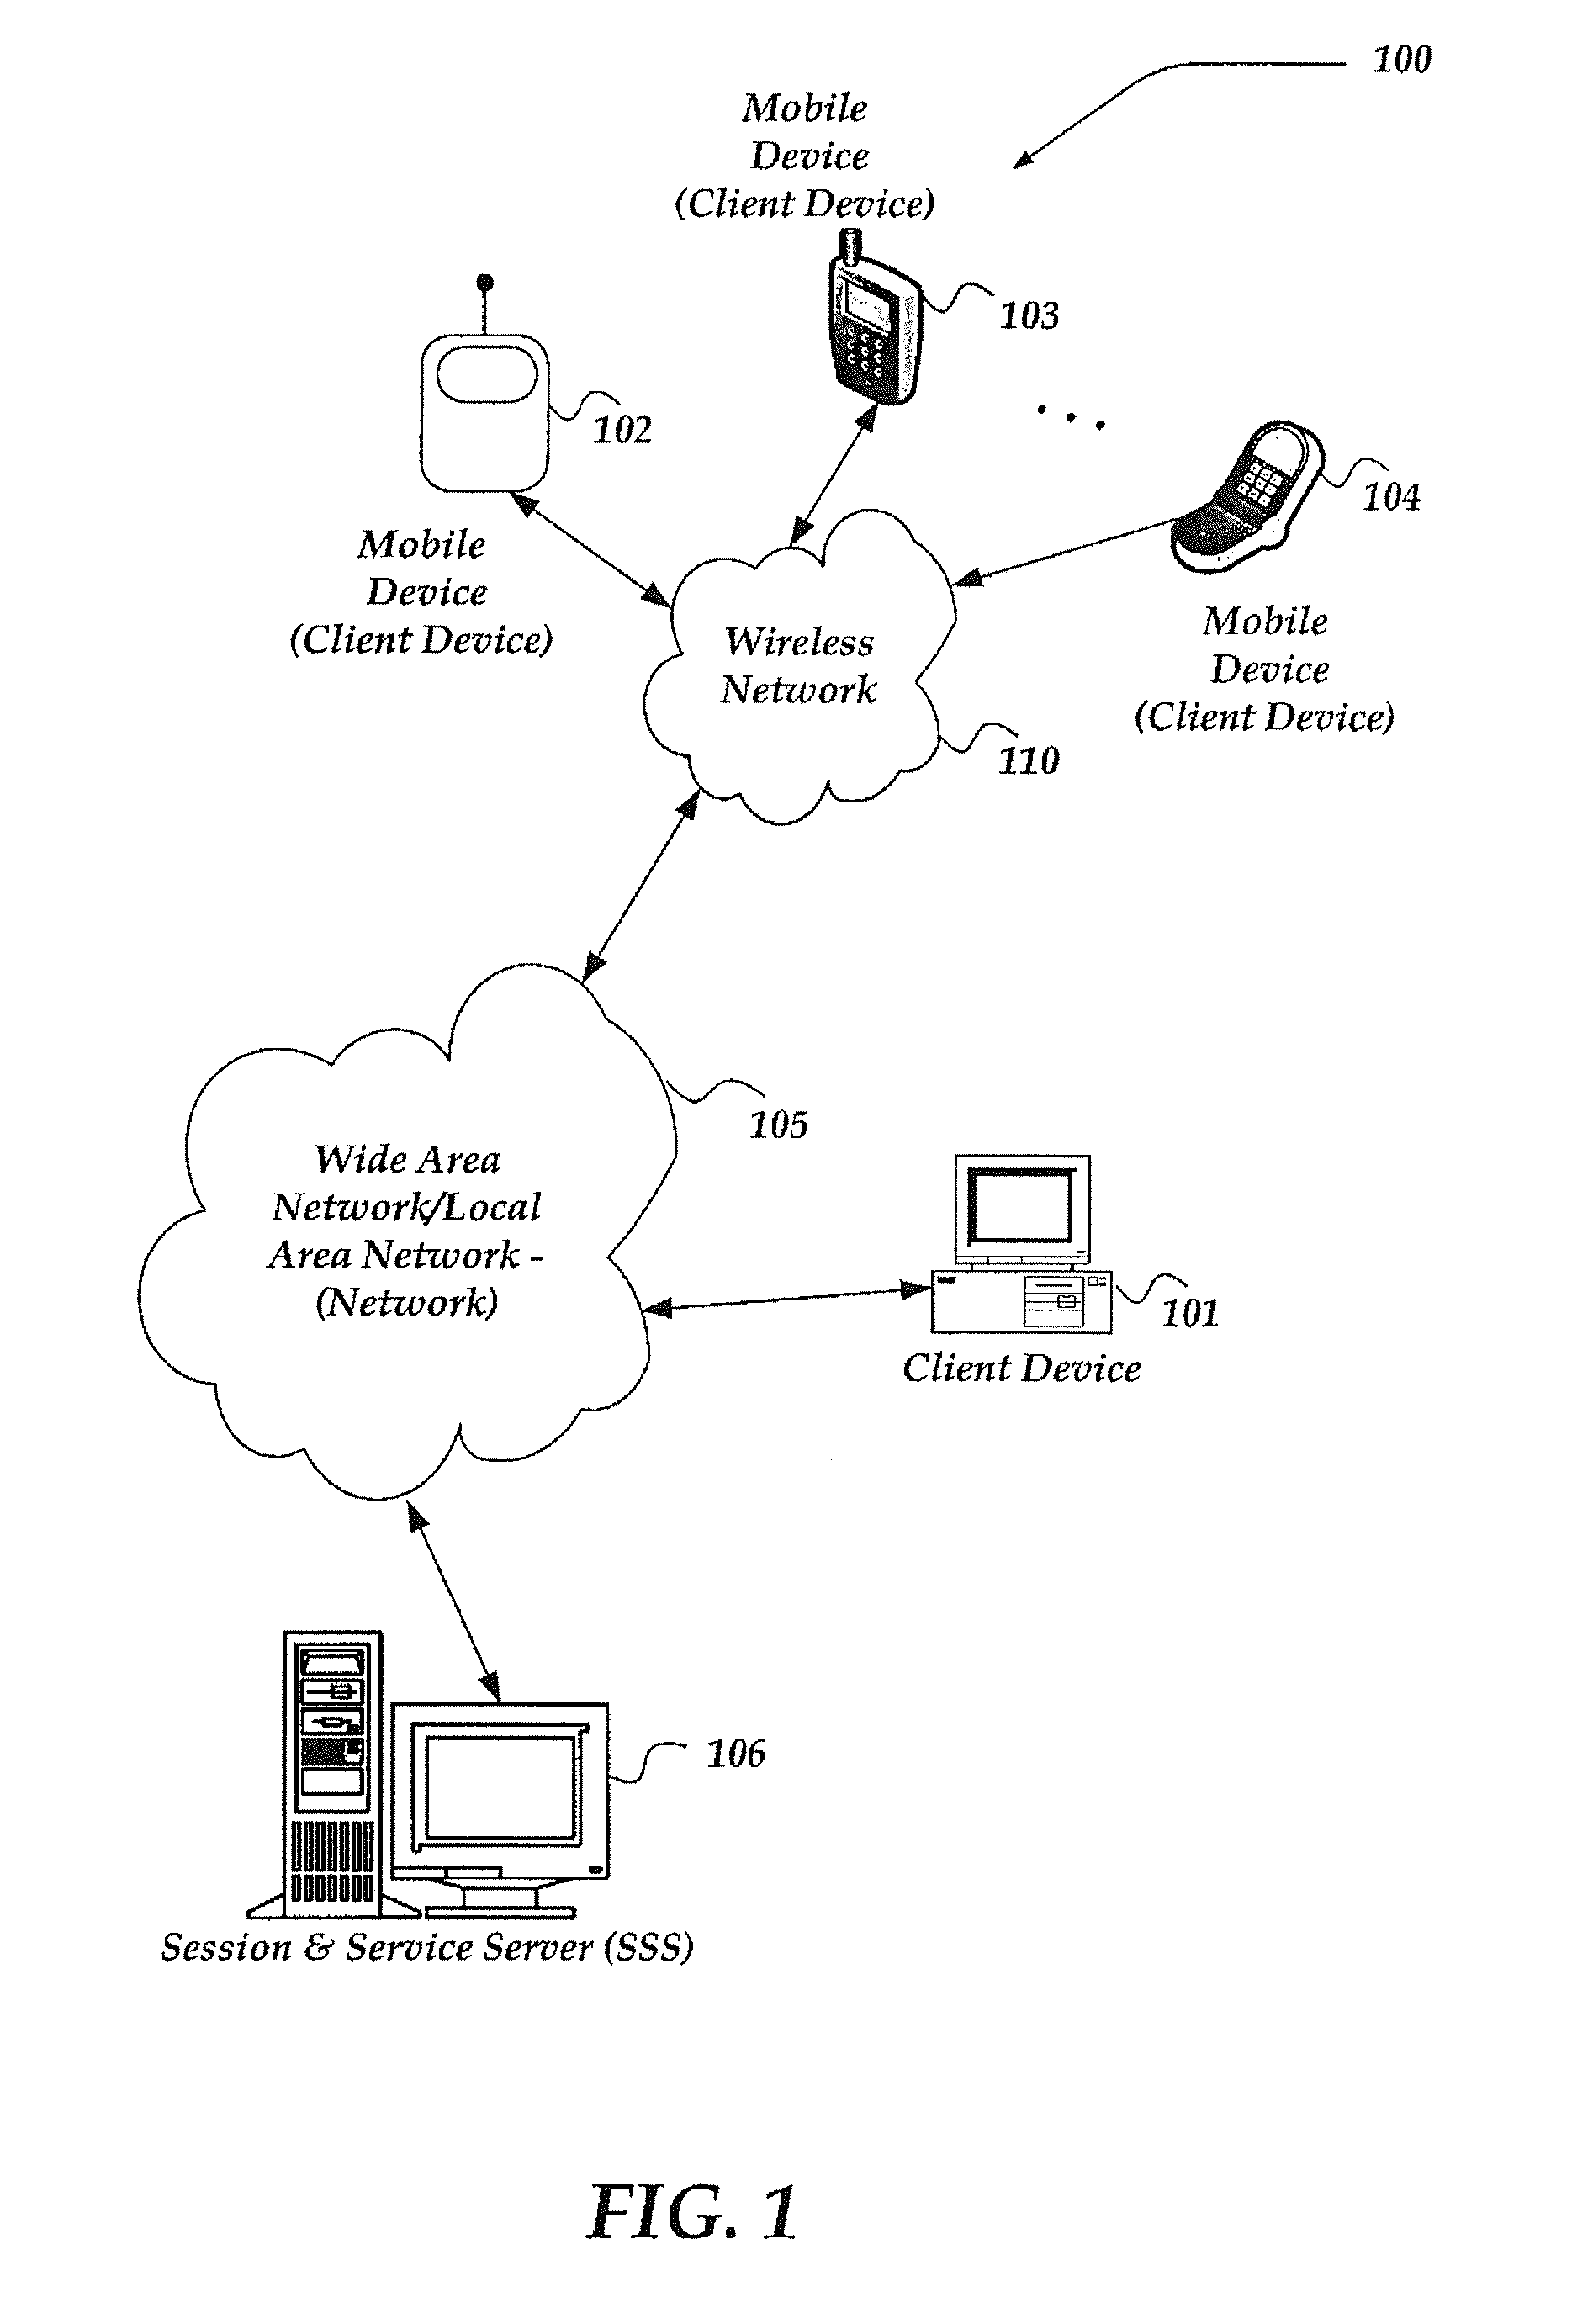 100
Mobile
Device
(Client Device)
103
102
104
Mobile
Device
(Client Device)
Mobile
Device
(Client Device)
Wireless
Network
110
105
Wide Area
Network/Local
Area Network -
(Network)
101
Client Device
106
Session & Service Server (SSS)
FIG. 1